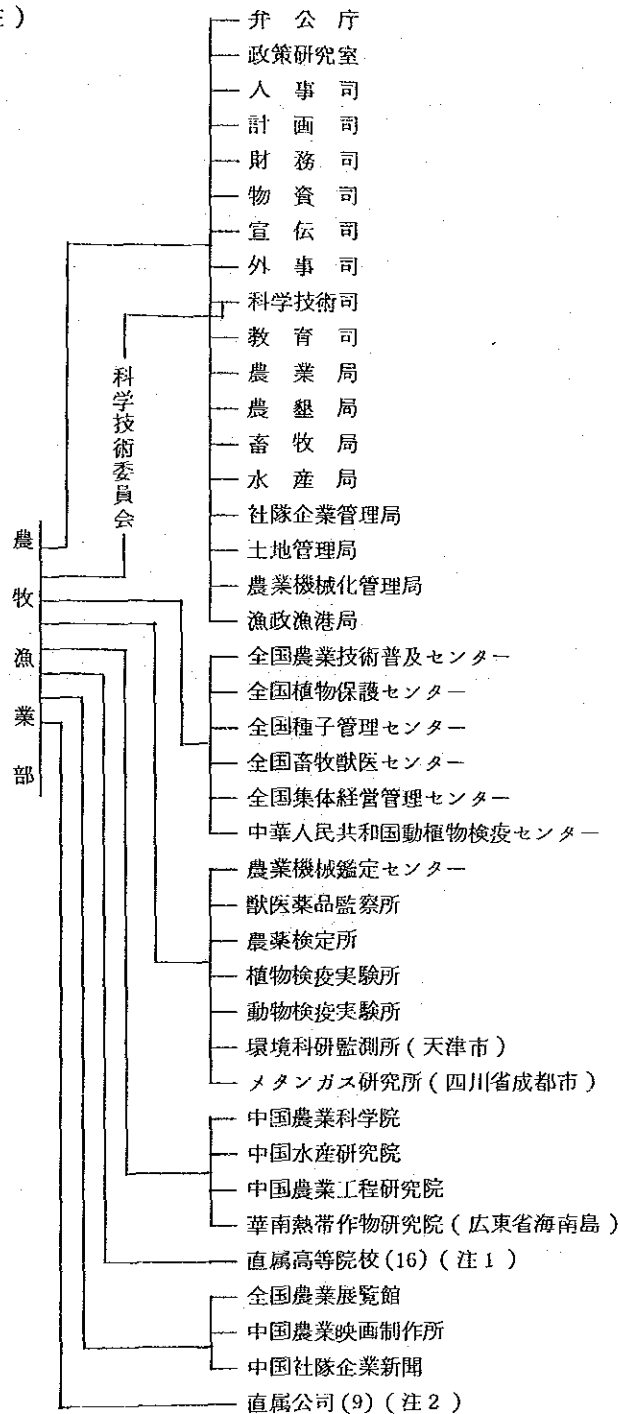 )
弁公庁
政策研究室
人事司
計画司
財務司
物資司
宣伝司
外事司
科学技術司
教育司
農業局
農墾局
畜牧局
水産局
社隊企業管理局
土地管理局
農業機械化管理局
漁政漁港局
科学技術委員会
農牧漁業部
全国農業技術普及センター
全国植物保護センター
全国種子管理センター
全国畜牧獣医センター
全国集体経営管理センター
中華人民共和国動植物検疫センター
農業機械鑑定センター
獣医薬品監察所
農薬検定所
植物検疫実験所
動物検疫実験所
環境科研監測所(天津市)
メタンガス研究所(四川省成都市)
中国農業科学院
中国水産研究院
中国農業工程研究院
華南熱帯作物研究院(広東省海南島)
直属高等院校(16)(注1)
全国農業展覧館
中国農業映画制作所
中国社隊企業新聞
直属公司(9)(注2)